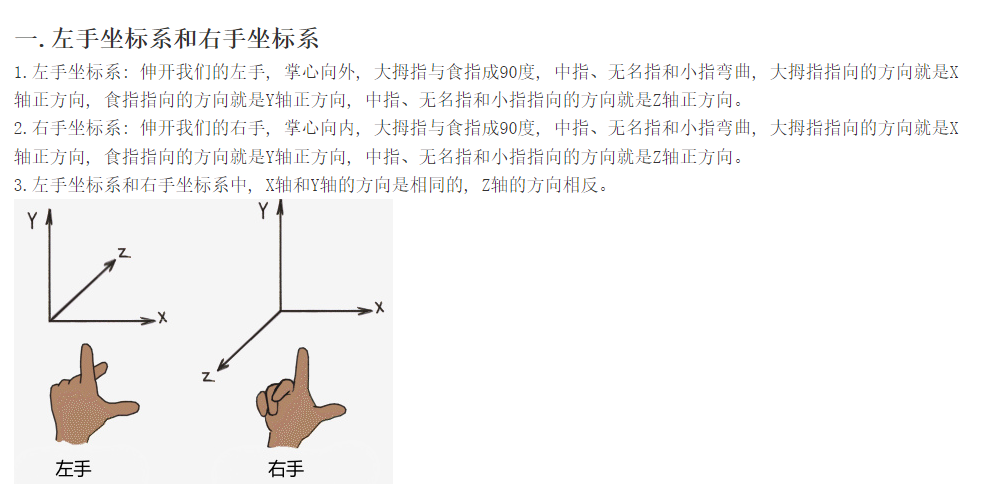 一.左手坐标系和右手坐标系
1.左手坐标系: 伸开我们的左手, 掌心向外, 大拇指与食指成90度, 中指、无名指和小指弯曲, 大拇指指向的方向就是X
轴正方向, 食指指向的方向就是Y轴正方向, 中指、无名指和小指指向的方向就是Z轴正方向。
2.右手坐标系: 伸开我们的右手, 掌心向内, 大拇指与食指成90度, 中指、无名指和小指弯曲, 大拇指指向的方向就是X
轴正方向, 食指指向的方向就是Y轴正方向, 中指、无名指和小指指向的方向就是Z轴正方向。
3.左手坐标系和右手坐标系中, X轴和Y轴的方向是相同的, Z轴的方向相反。
Y
Z
X
左手
Y
X
Z
右手